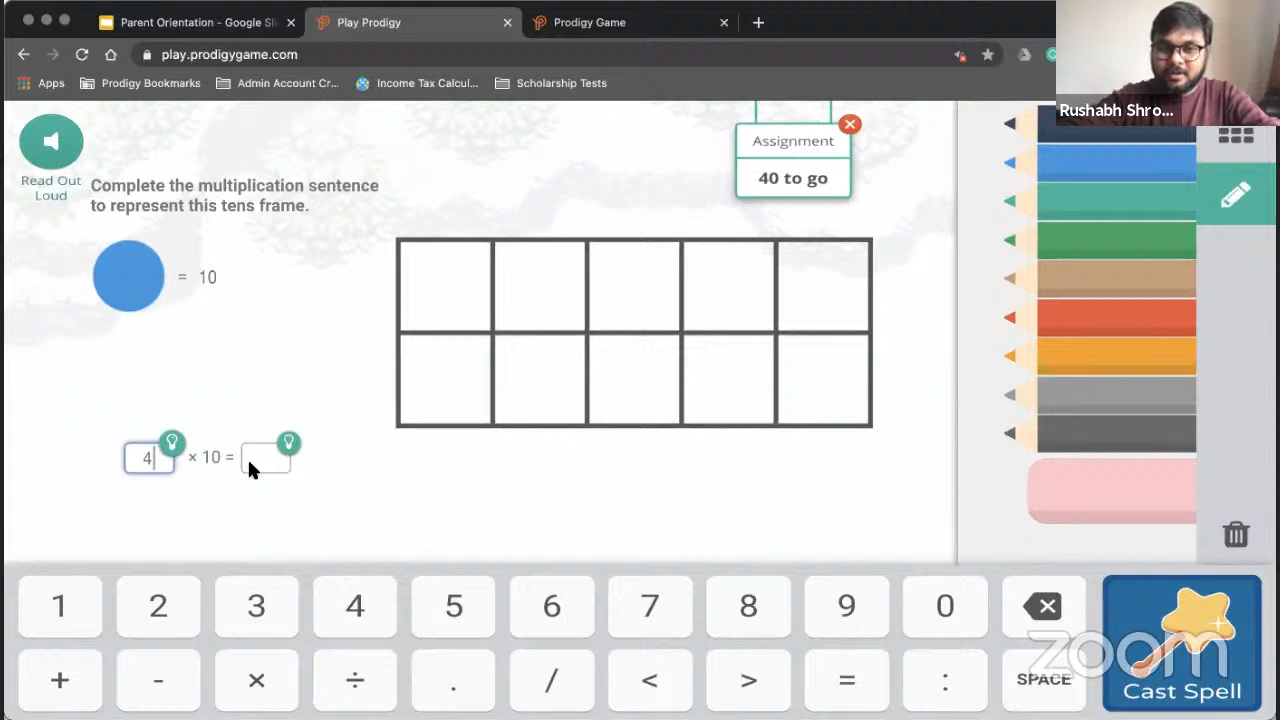 Parent Orientation - Google Sli
Play Prodigy
Prodigy Game
play.prodigygame.com
Apps
Prodigy Bookmarks
Admin Account Cr...
Income Tax Calcul...
Scholarship Tests
Rushabh Shro...
Read Out
Loud
Complete the multiplication sentence
to represent this tens frame.
Assignment
40 to go
= 10
4 × 10 =
1 2 3 4 5 6 7 8 9 0
+ - × ÷ . / < > = : SPACE
Cast Spell
zoom